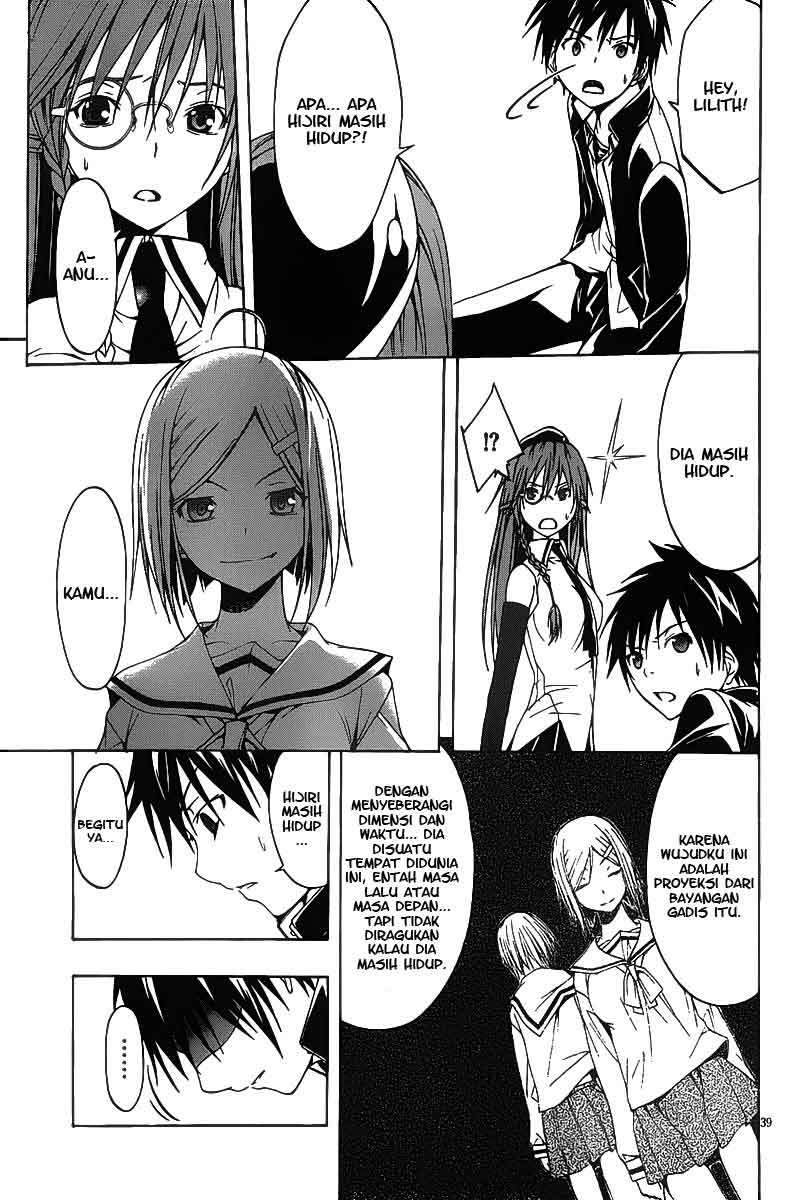 HEY,
LILITH!
APA... APA
HIJIRI MASIH
HIDUP?!
A-
ANU...
DIA MASIH
HIDUP.
!?
KAMU...
KARENA
WUJUDKU INI
ADALAH
PROYEKSI DARI
BAYANGAN
GADIS ITU.
DENGAN
MENYEBERANGI
DIMENSI DAN
WAKTU... DIA
DISUATU
TEMPAT DIDUNIA
INI, ENTAH MASA
LALU ATAU
MASA DEPAN...
TAPI TIDAK
DIRAGUKAN
KALAU DIA
MASIH HIDUP.
HIJIRI
MASIH
HIDUP
...
BEGITU
YA...
......
39